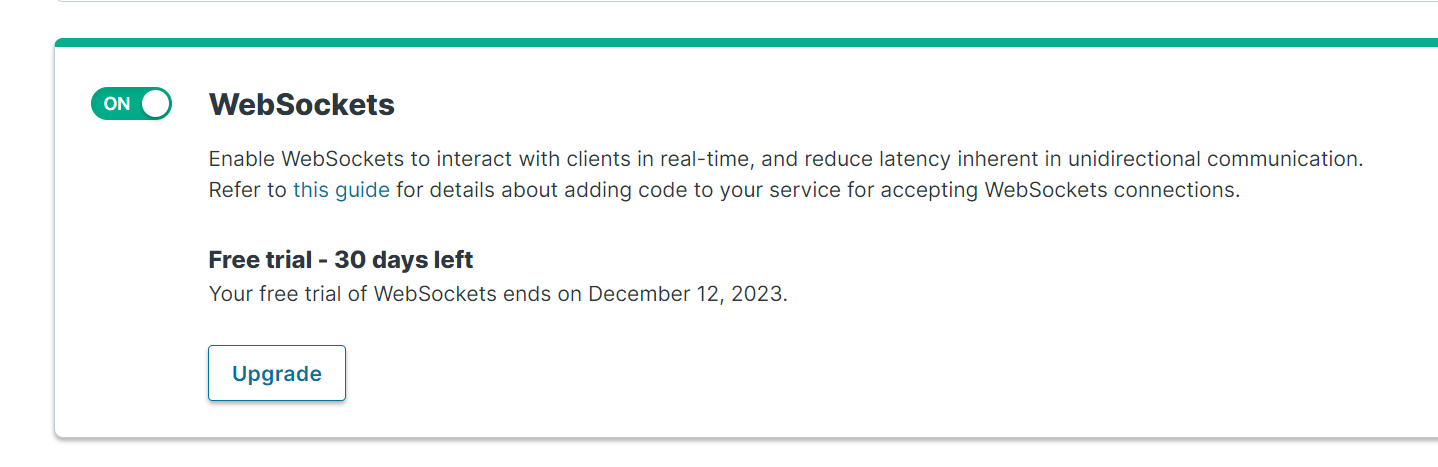 ON
WebSockets
Enable WebSockets to interact with clients in real-time, and reduce latency inherent in unidirectional communication.
Refer to this guide for details about adding code to your service for accepting WebSockets connections.
Free trial - 30 days left
Your free trial of WebSockets ends on December 12, 2023.
Upgrade